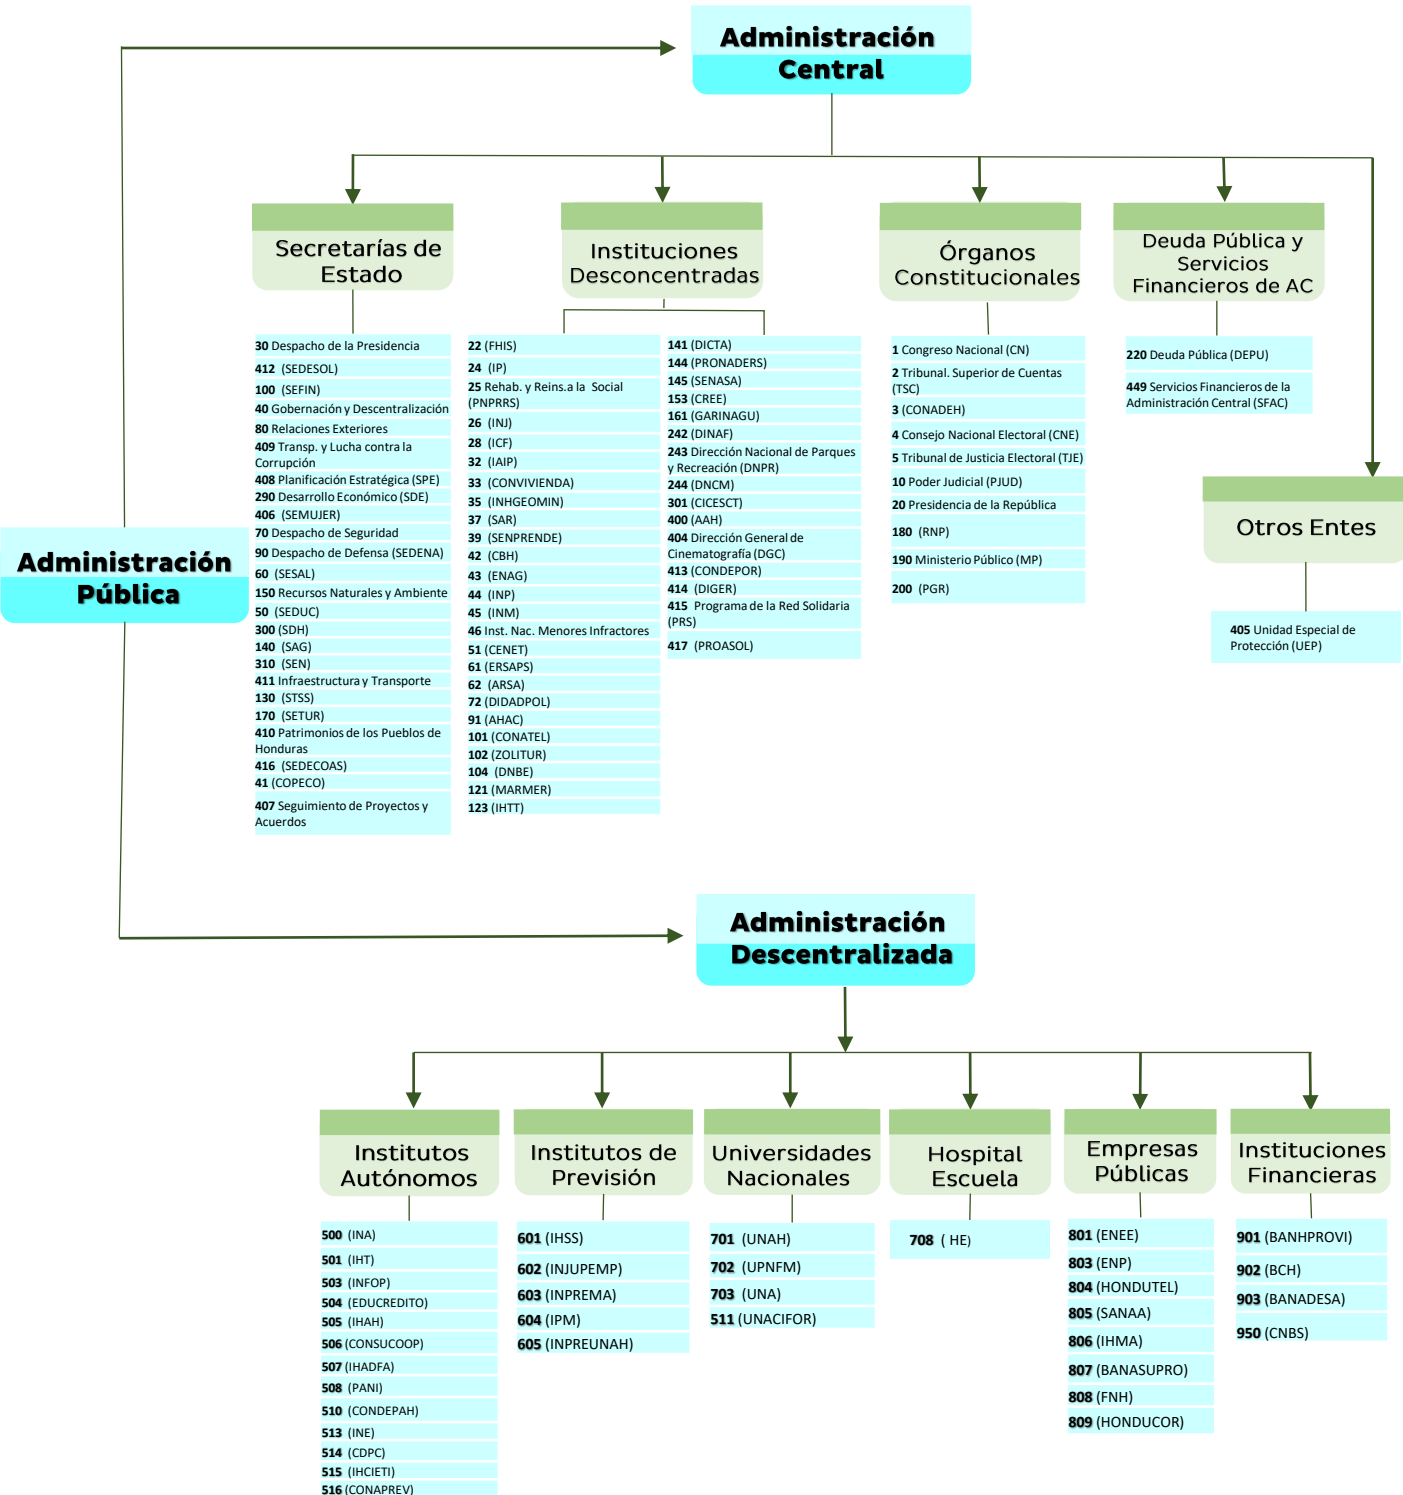 Administración
Central
Secretarías de
Estado
30 Despacho de la Presidencia
412 (SEDESOL)
100 (SEFIN)
40 Gobernación y Descentralización
80 Relaciones Exteriores
409 Transp. y Lucha contra la
Corrupción
408 Planificación Estratégica (SPE)
290 Desarrollo Económico (SDE)
406 (SEMUJER)
70 Despacho de Seguridad
90 Despacho de Defensa (SEDENA)
60 (SESAL)
150 Recursos Naturales y Ambiente
50 (SEDUC)
300 (SDH)
140 (SAG)
310 (SEN)
411 Infraestructura y Transporte
130 (STSS)
170 (SETUR)
410 Patrimonios de los Pueblos de
Honduras
416 (SEDECOAS)
41 (COPECO)
407 Seguimiento de Proyectos y
Acuerdos
Instituciones
Desconcentradas
22 (FHIS)
24 (IP)
25 Rehab. y Reins.a la Social
(PNPRRS)
26 (INJ)
28 (ICF)
32 (IAIP)
33 (CONVIVIENDA)
35 (INHGEOMIN)
37 (SAR)
39 (SENPRENDE)
42 (CBH)
43 (ENAG)
44 (INP)
45 (INM)
46 Inst. Nac. Menores Infractores
51 (CENET)
61 (ERSAPS)
62 (ARSA)
72 (DIDADPOL)
91 (AHAC)
101 (CONATEL)
102 (ZOLITUR)
104 (DNBE)
121 (MARMER)
123 (IHTT)
141 (DICTA)
144 (PRONADERS)
145 (SENASA)
153 (CREE)
161 (GARINAGU)
242 (DINAF)
243 Dirección Nacional de Parques
y Recreación (DNPR)
244 (DNCM)
301 (CICESCT)
400 (AAH)
404 Dirección General de
Cinematografía (DGC)
413 (CONDEPOR)
414 (DIGER)
415 Programa de la Red Solidaria
(PRS)
417 (PROASOL)
Órganos
Constitucionales
1 Congreso Nacional (CN)
2 Tribunal. Superior de Cuentas
(TSC)
3 (CONADEH)
4 Consejo Nacional Electoral (CNE)
5 Tribunal de Justicia Electoral (TJE)
10 Poder Judicial (PJUD)
20 Presidencia de la República
180 (RNP)
190 Ministerio Público (MP)
200 (PGR)
Deuda Pública y
Servicios
Financieros de AC
220 Deuda Pública (DEPU)
449 Servicios Financieros de la
Administración Central (SFAC)
Otros Entes
405 Unidad Especial de
Protección (UEP)
Administración
Pública
Administración
Descentralizada
Institutos
Autónomos
500 (INA)
501 (IHT)
503 (INFOP)
504 (EDUCREDITO)
505 (IHAH)
506 (CONSUCOOP)
507 (IHADFA)
508 (PANI)
510 (CONDEPAH)
513 (INE)
514 (CDPC)
515 (IHCIETI)
516 (CONAPREV)
Institutos de
Previsión
601 (IHSS)
602 (INJUPEMP)
603 (INPREMA)
604 (IPM)
605 (INPREUNAH)
Universidades
Nacionales
701 (UNAH)
702 (UPNFM)
703 (UNA)
511 (UNACIFOR)
Hospital
Escuela
708 ( HE)
Empresas
Públicas
801 (ENEE)
803 (ENP)
804 (HONDUTEL)
805 (SANAA)
806 (IHMA)
807 (BANASUPRO)
808 (FNH)
809 (HONDUCOR)
Instituciones
Financieras
901 (BANHPROVI)
902 (BCH)
903 (BANADESA)
950 (CNBS)